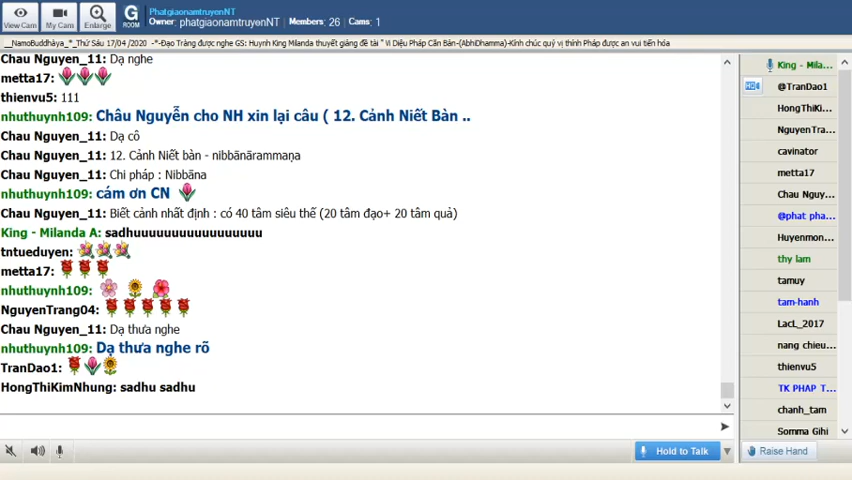 View Cam
My Cam
Enlarge
G
ROOM
PhatgiaonamtruyenNT
Owner: phatgiaonamtruyenNT
Members: 26
Cams: 1
__NamoBuddhàya_*_Thứ Sáu 17/04 /2020 -*-Đạo Tràng được nghe GS: Huynh King Milanda thuyết giảng đề tài " Vi Diệu Pháp Căn Bản-(AbhiDhamma)-Kính chúc quý vị thính Pháp được an vui tiến hóa
Chau Nguyen_11: Dạ nghe
metta17:
thienvu5: 111
nhuthuynh109: Châu Nguyễn cho NH xin lại câu ( 12. Cảnh Niết Bàn ..
Chau Nguyen_11: Dạ cô
Chau Nguyen_11: 12. Cảnh Niết bàn - nibbānārammaṇa
Chau Nguyen_11: Chi pháp : Nibbāna
nhuthuynh109: cám ơn CN
Chau Nguyen_11: Biết cảnh nhất định : có 40 tâm siêu thế (20 tâm đạo+ 20 tâm quả)
King - Milanda A: sadhuuuuuuuuuuuuuuuuu
tntueduyen:
metta17:
nhuthuynh109:
NguyenTrang04:
Chau Nguyen_11: Dạ thưa nghe
nhuthuynh109: Dạ thưa nghe rõ
TranDao1:
HongThiKimNhung: sadhu sadhu
King - Mila...
@TranDao1
HongThiKi...
NguyenTra...
cavinator
metta17
Chau Nguy...
@phat pha...
Huyenmon...
thy lam
tamuy
tam-hanh
LacL_2017
nang chieu...
thienvu5
TK PHAP T...
chanh_tam
Somma Gihi
Hold to Talk
Raise Hand